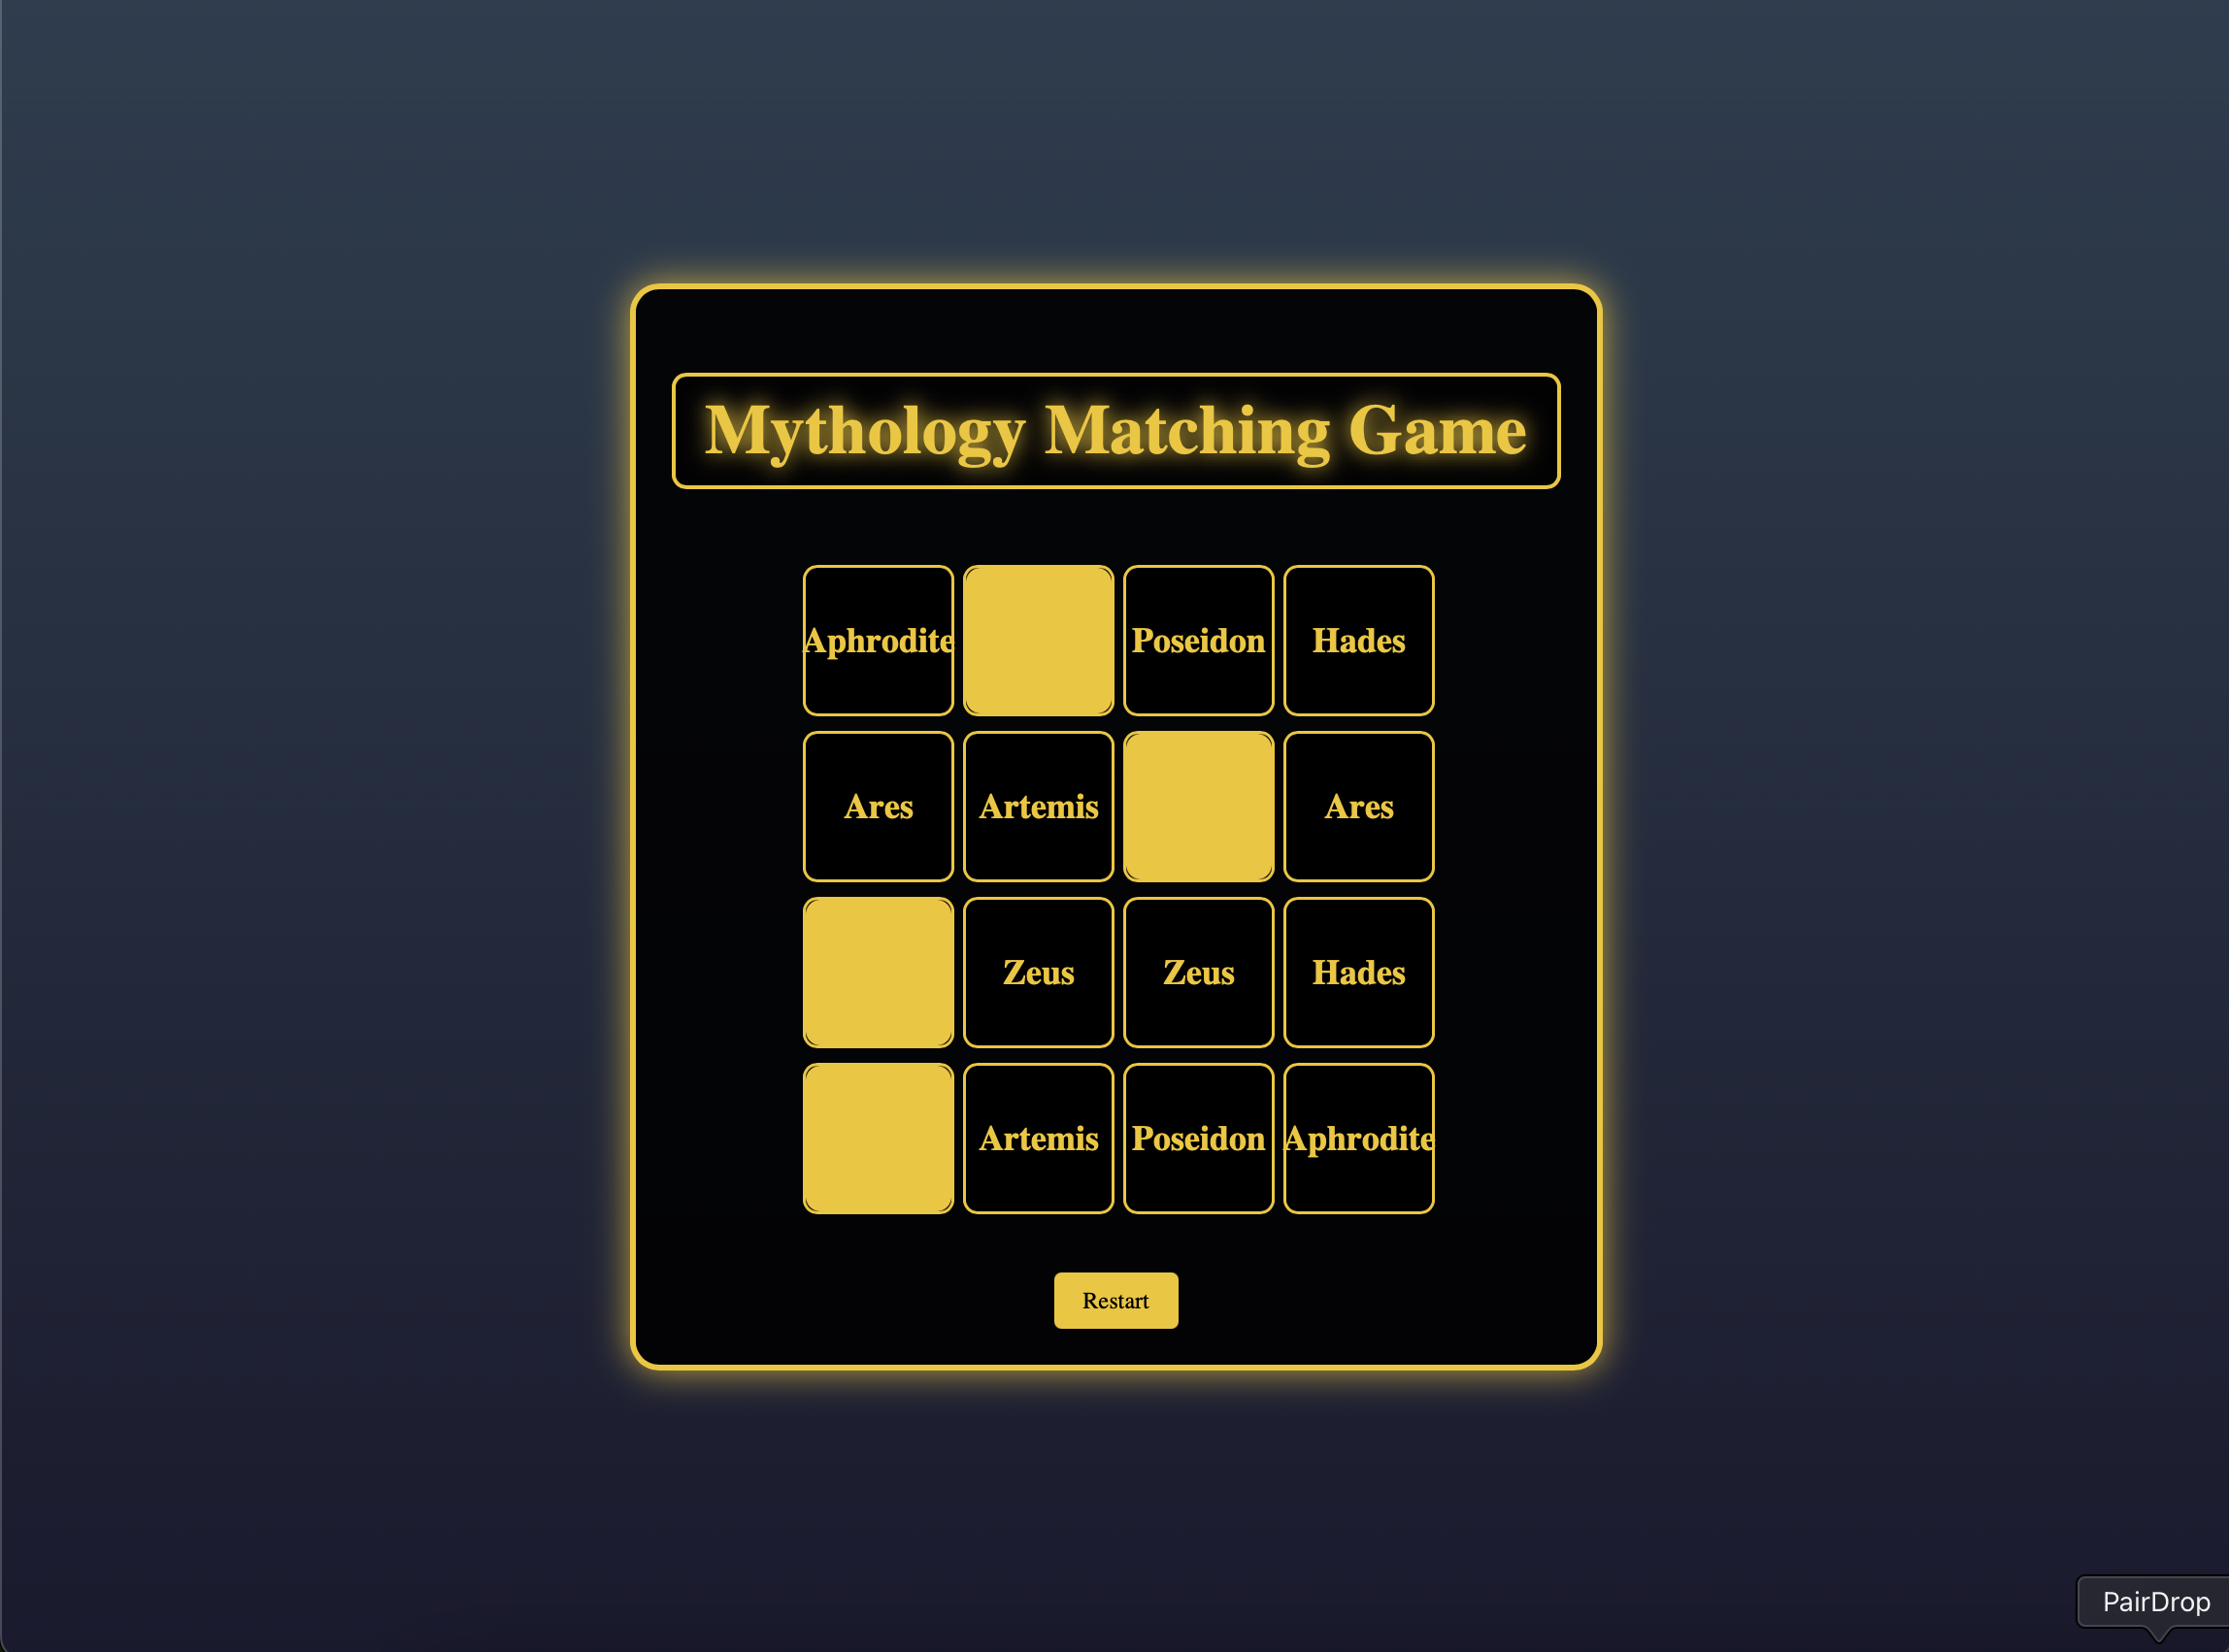 Mythology Matching Game
Aphrodite Poseidon Hades
Ares Artemis Ares
Zeus Zeus Hades
Artemis Poseidon Aphrodite
Restart
PairDrop